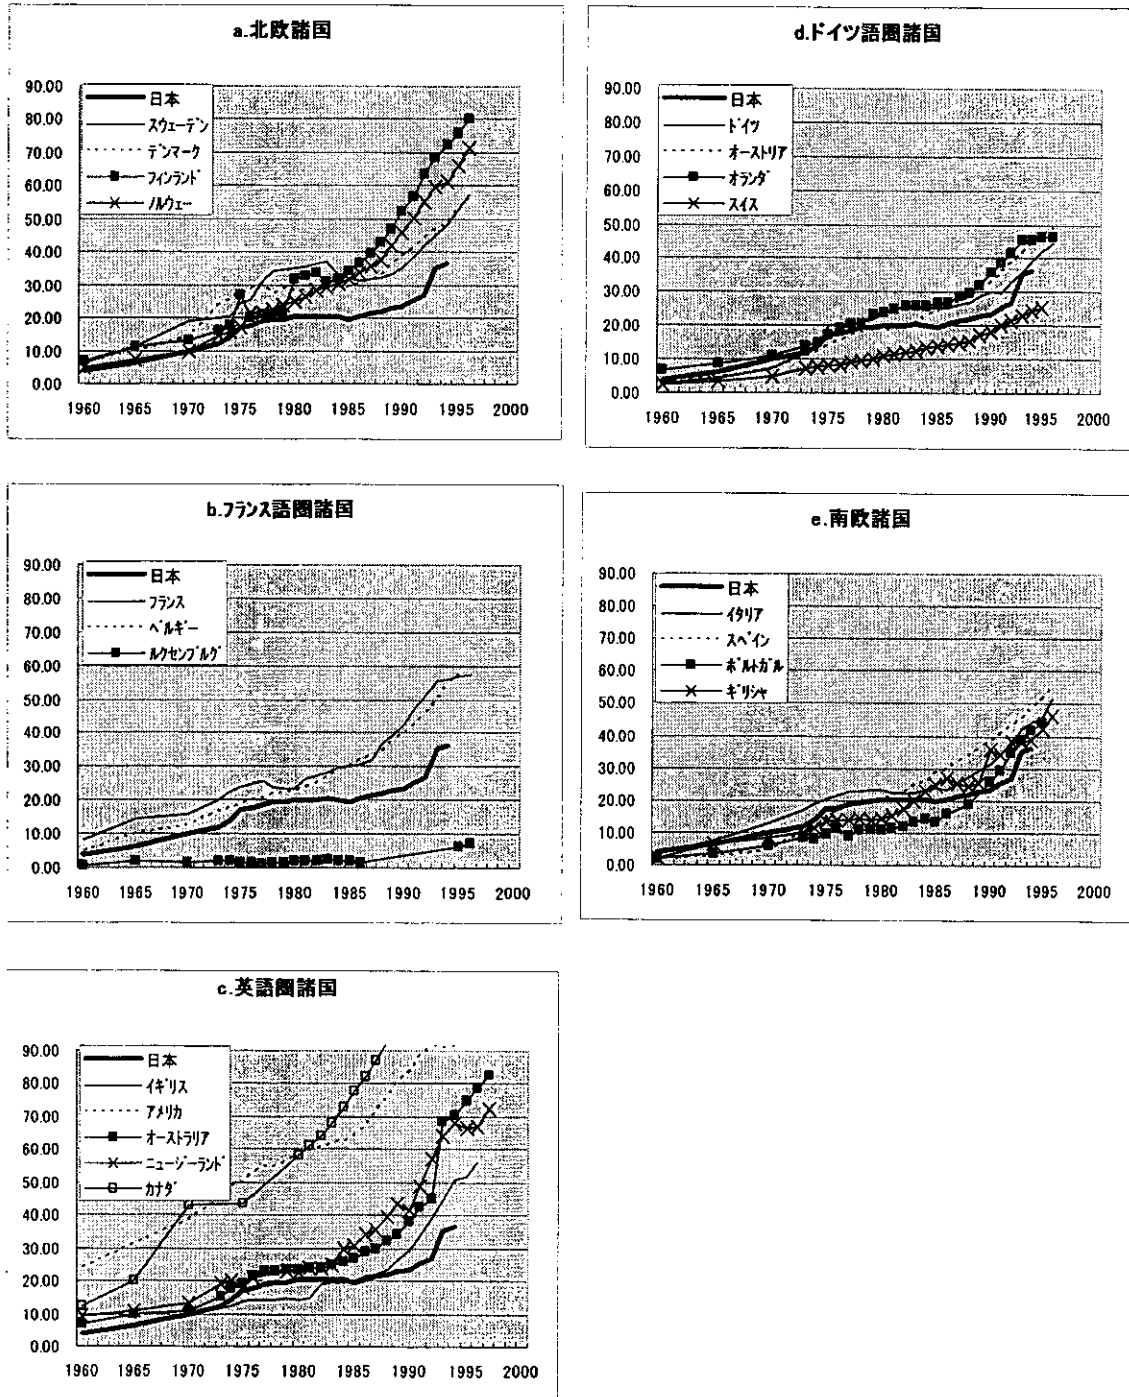 a.北欧諸国
90.00
80.00
70.00
60.00
50.00
40.00
30.00
20.00
10.00
0.00
日本
スウェーデン
デンマーク
フィンランド
ノルウェー
1960 1965 1970 1975 1980 1985 1990 1995 2000
d.ドイツ語圏諸国
90.00
80.00
70.00
60.00
50.00
40.00
30.00
20.00
10.00
0.00
日本
ドイツ
オーストリア
オランダ
スイス
1960 1965 1970 1975 1980 1985 1990 1995 2000
b.フランス語圏諸国
90.00
80.00
70.00
60.00
50.00
40.00
30.00
20.00
10.00
0.00
日本
フランス
ベルギー
ルクセンブルグ
1960 1965 1970 1975 1980 1985 1990 1995 2000
e.南欧諸国
90.00
80.00
70.00
60.00
50.00
40.00
30.00
20.00
10.00
0.00
日本
イタリア
スペイン
ポルトガル
ギリシャ
1960 1965 1970 1975 1980 1985 1990 1995 2000
c.英語圏諸国
90.00
80.00
70.00
60.00
50.00
40.00
30.00
20.00
10.00
0.00
日本
イギリス
アメリカ
オーストラリア
ニュージーランド
カナダ
1960 1965 1970 1975 1980 1985 1990 1995 2000